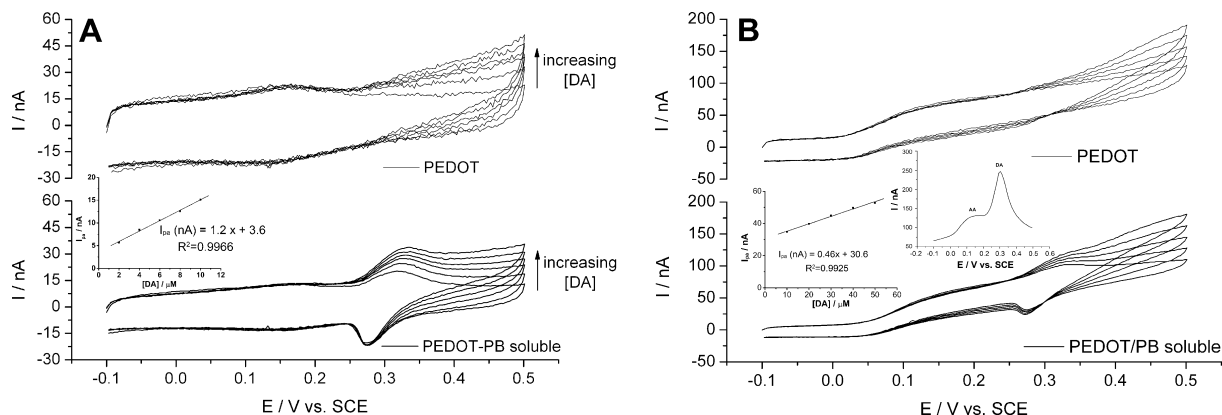 A
60
45
30
15
0
-15
-30
I / nA
increasing
[DA]
PEDOT
20
15
10
5
0
I pa / nA
Ipa (nA) = 1.2 x + 3.6
R²=0.9966
0 2 4 6 8 10 12
[DA] / µM
45
30
15
0
-15
-30
I / nA
increasing
[DA]
PEDOT-PB soluble
-0.1 0.0 0.1 0.2 0.3 0.4 0.5
E / V vs. SCE
B
200
150
100
50
0
-50
I / nA
PEDOT
60
40
20
0
Ipa / nA
Ipa (nA) = 0.46x + 30.6
R²=0.9925
0 10 20 30 40 50 60
[DA] / µM
300
250
200
150
100
50
I / nA
AA
DA
-0.2 -0.1 0.0 0.1 0.2 0.3 0.4 0.5 0.6
E / V vs. SCE
200
150
100
50
0
-50
I / nA
PEDOT/PB soluble
-0.1 0.0 0.1 0.2 0.3 0.4 0.5
E / V vs. SCE